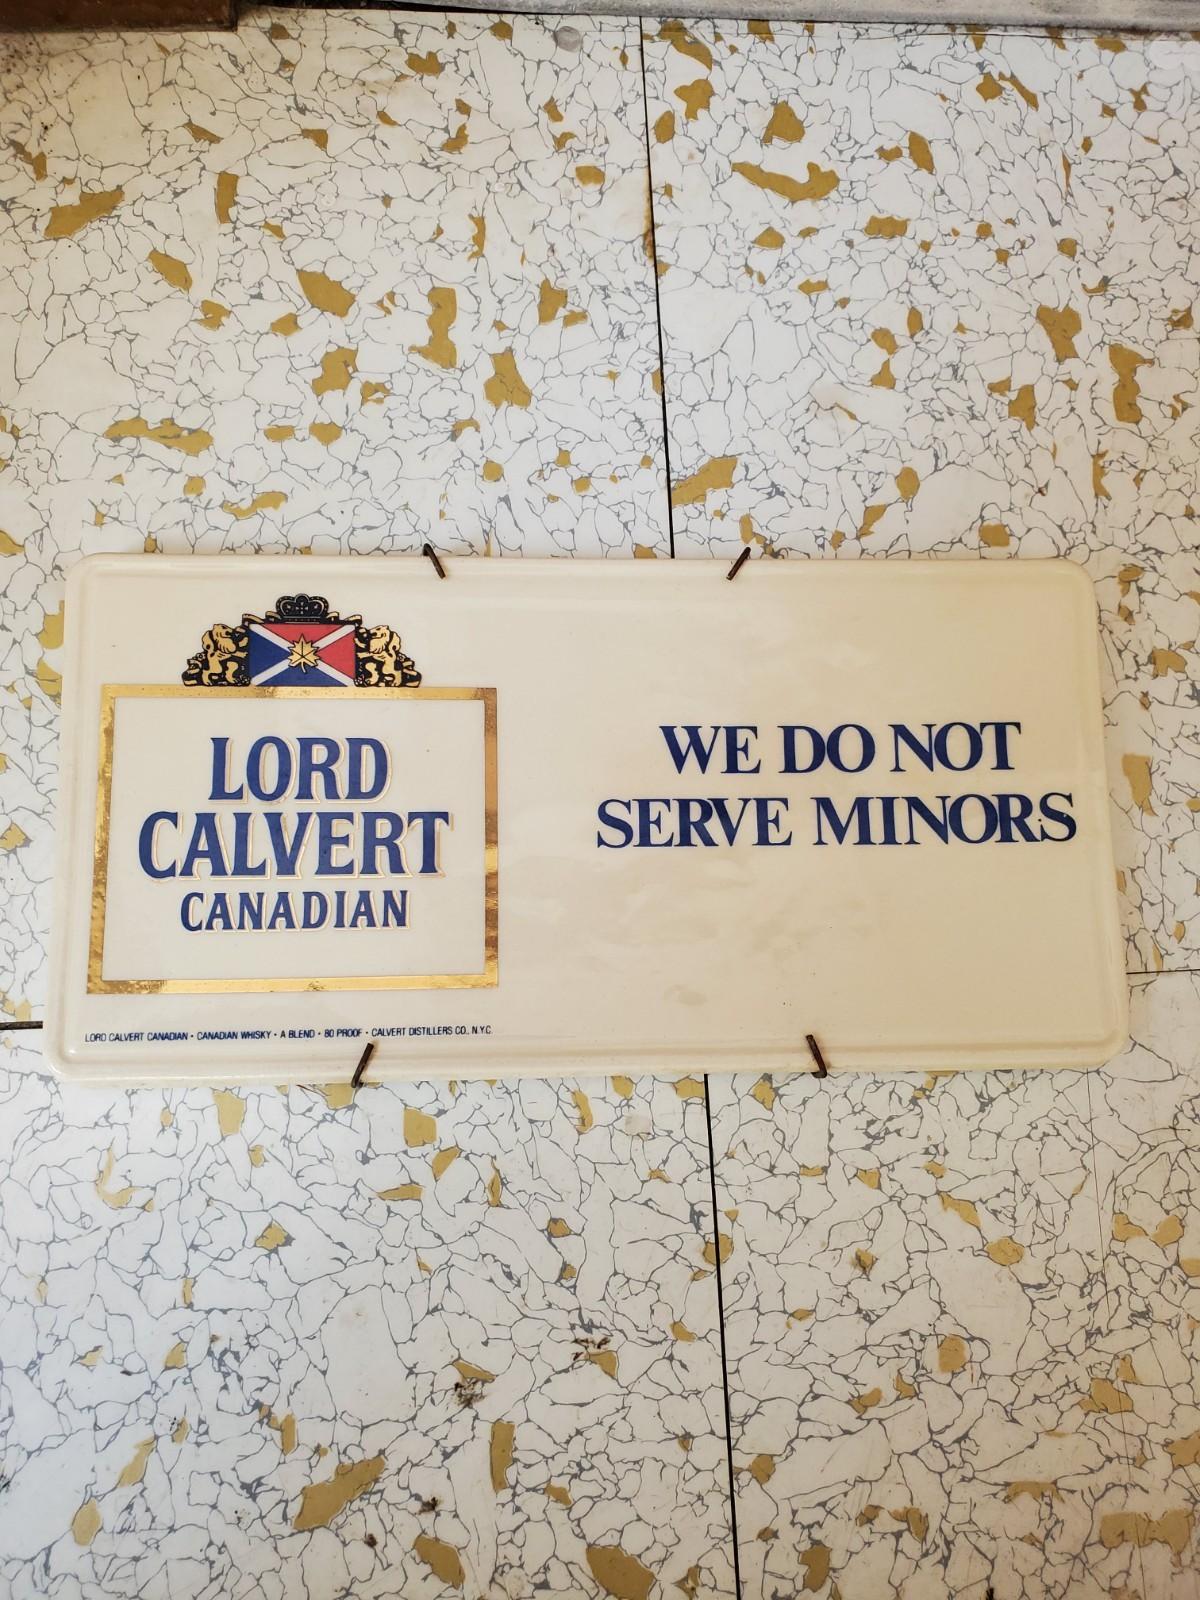 LORD
CALVERT
CANADIAN
WE DO NOT
SERVE MINORS
LORD CALVERT CANADIAN • CANADIAN WHISKY • A BLEND • 80 PROOF • CALVERT DISTILLERS CO., N.Y.C.